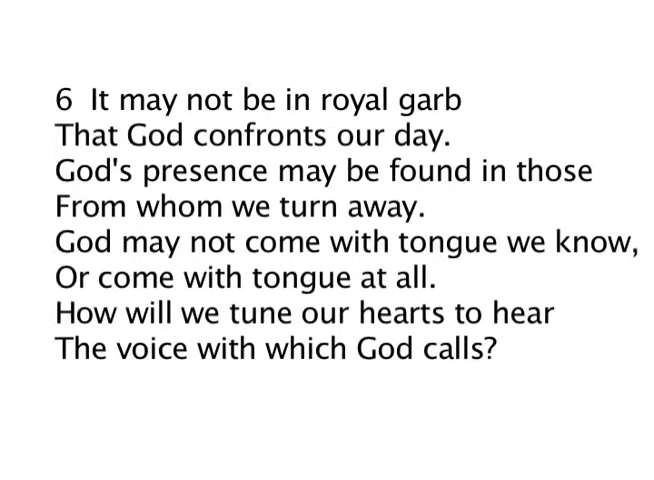 6  It may not be in royal garb
That God confronts our day.
God's presence may be found in those
From whom we turn away.
God may not come with tongue we know,
Or come with tongue at all.
How will we tune our hearts to hear
The voice with which God calls?